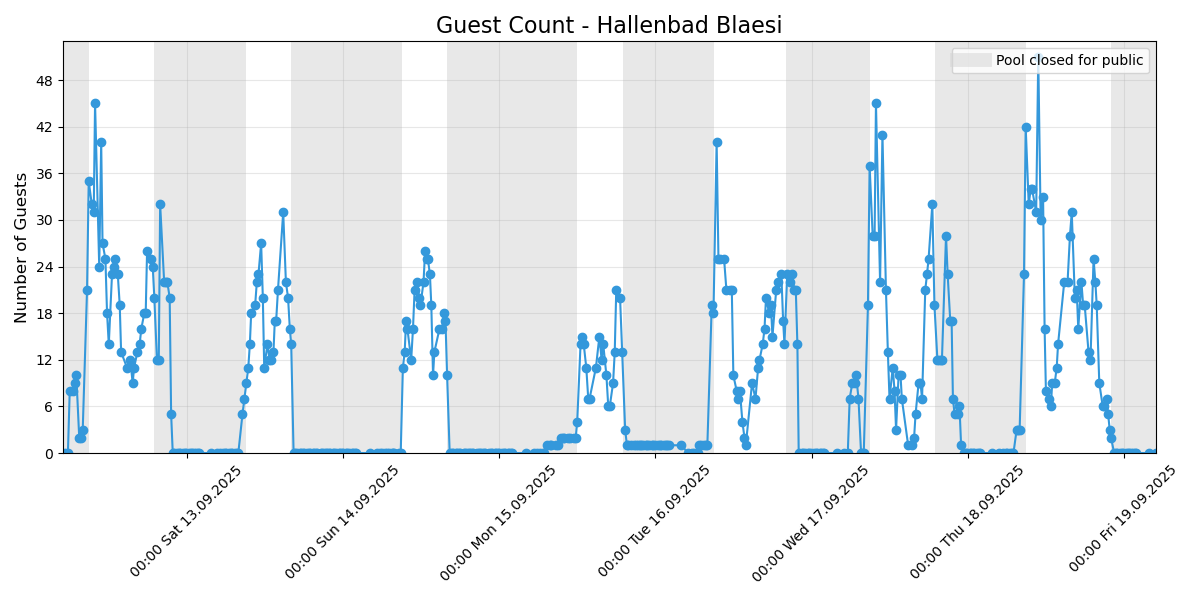 Guest Count - Hallenbad Blaesi
Pool closed for public
Number of Guests
48
42
36
30
24
18
12
6
0
00:00 Sat 13.09.2025
00:00 Sun 14.09.2025
00:00 Mon 15.09.2025
00:00 Tue 16.09.2025
00:00 Wed 17.09.2025
00:00 Thu 18.09.2025
00:00 Fri 19.09.2025